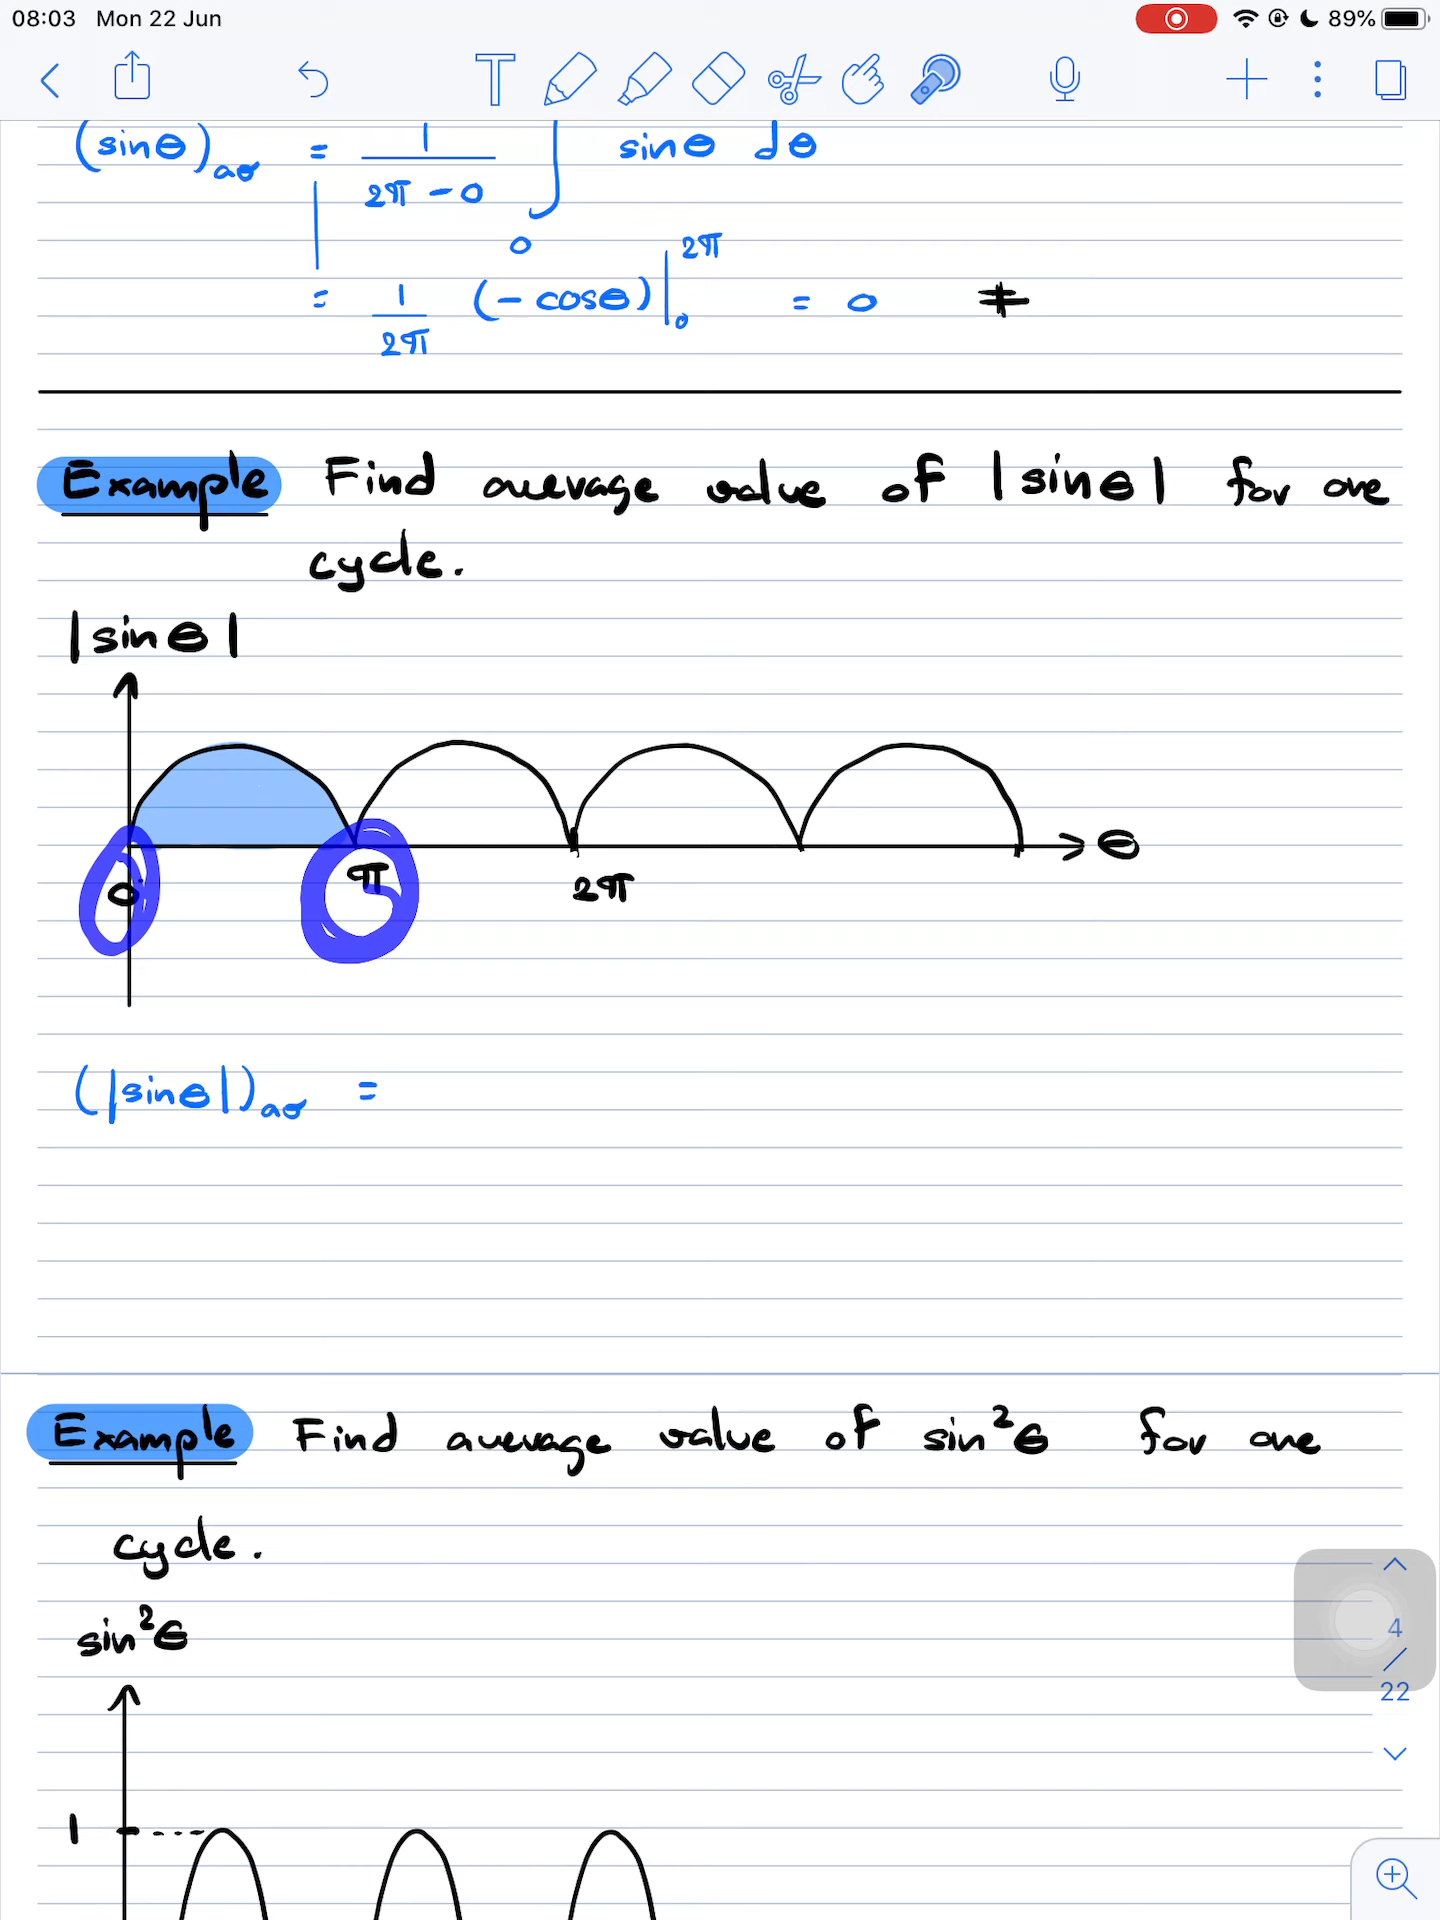 08:03 Mon 22 Jun 89%
T
(sinθ)av = 1 / 2π - 0 ∫ 0 sinθ dθ
= 1 / 2π (- cosθ) | 0 2π = 0 #
Example Find average value of |sinθ| for one
cycle.
|sinθ|
0 π 2π θ
(|sinθ|)av =
Example Find average value of sin²θ for one
cycle.
sin²θ
4 / 22
1